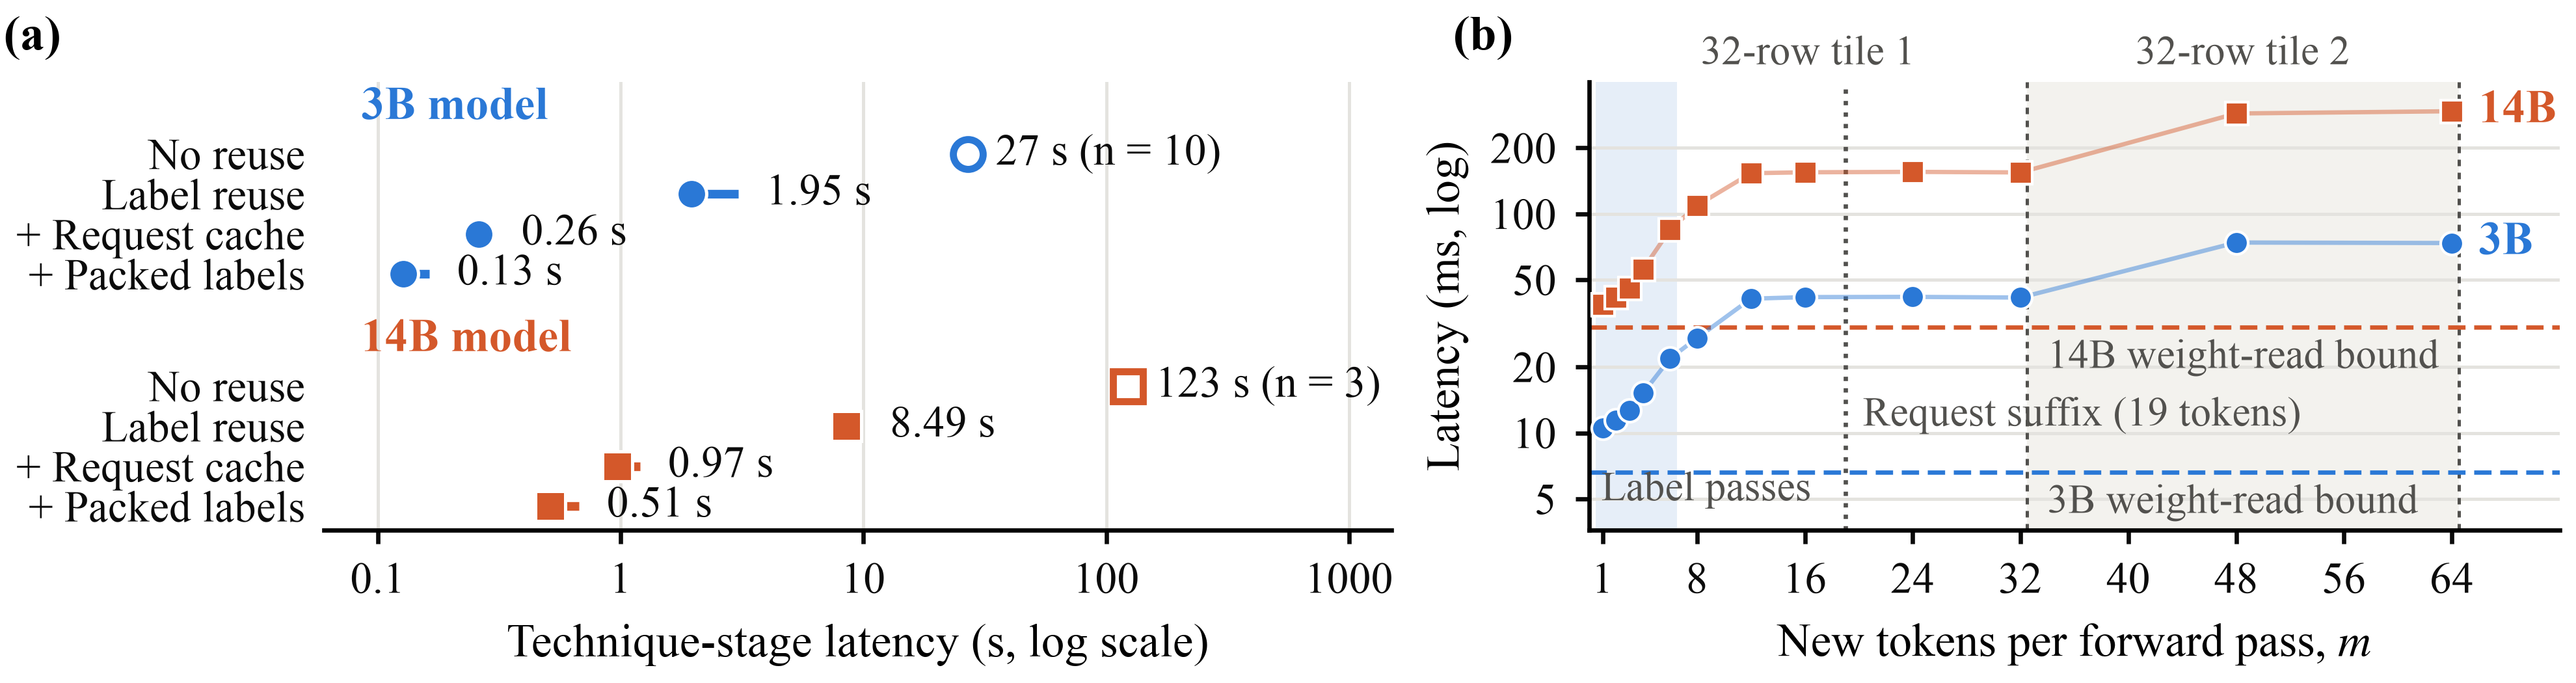 (a)
3B model
No reuse
27 s (n = 10)
Label reuse
1.95 s
+ Request cache
0.26 s
+ Packed labels
0.13 s
14B model
No reuse
123 s (n = 3)
Label reuse
8.49 s
+ Request cache
0.97 s
+ Packed labels
0.51 s
0.1 1 10 100 1000
Technique-stage latency (s, log scale)
(b)
32-row tile 1
32-row tile 2
Latency (ms, log)
200
100
50
20
10
5
14B
3B
14B weight-read bound
Request suffix (19 tokens)
Label passes
3B weight-read bound
1 8 16 24 32 40 48 56 64
New tokens per forward pass, m